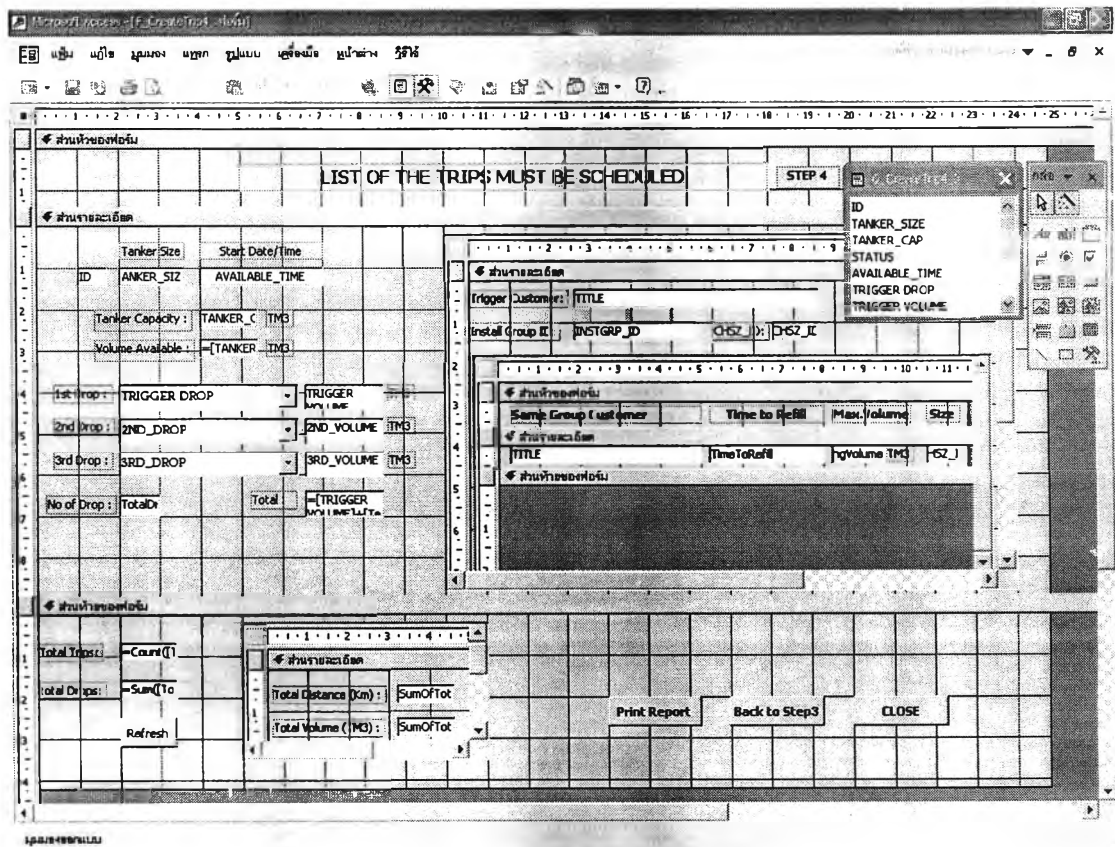 Microsoft Access - [F_CreateTrip4 : ฟอร์ม]
แฟ้ม แก้ไข มุมมอง แทรก รูปแบบ เครื่องมือ หน้าต่าง วิธีใช้
ส่วนหัวของฟอร์ม
LIST OF THE TRIPS MUST BE SCHEDULED
STEP 4
ส่วนรายละเอียด
Tanker Size Start Date/Time
ID ANKER_SIZ AVAILABLE_TIME
Tanker Capacity : TANKER_C TM3
Volume Available : =[TANKER TM3
1st Drop : TRIGGER DROP TRIGGER VOLUME
2nd Drop : 2ND_DROP 2ND_VOLUME TM3
3rd Drop : 3RD_DROP 3RD_VOLUME TM3
No of Drop : TotalDr Total =[TRIGGER VOLUME]+[To
ส่วนรายละเอียด
Trigger Customer: TITLE
Install Group ID : INSTGRP_ID CHSZ_ID: CHSZ_ID
ส่วนหัวของฟอร์ม
Same Group Customer Time to Refill Max. Volume Size
ส่วนรายละเอียด
TITLE TimeToRefill ngVolume TM3 HSZ_I
ส่วนท้ายของฟอร์ม
ID
TANKER_SIZE
TANKER_CAP
STATUS
AVAILABLE_TIME
TRIGGER DROP
TRIGGER VOLUME
ส่วนท้ายของฟอร์ม
Total Trips: =Count([T
Total Drops: =Sum([To
Refresh
ส่วนรายละเอียด
Total Distance (Km) : SumOfTot
Total Volume (TM3) : SumOfTot
Print Report Back to Step3 CLOSE
มุมมองออกแบบ